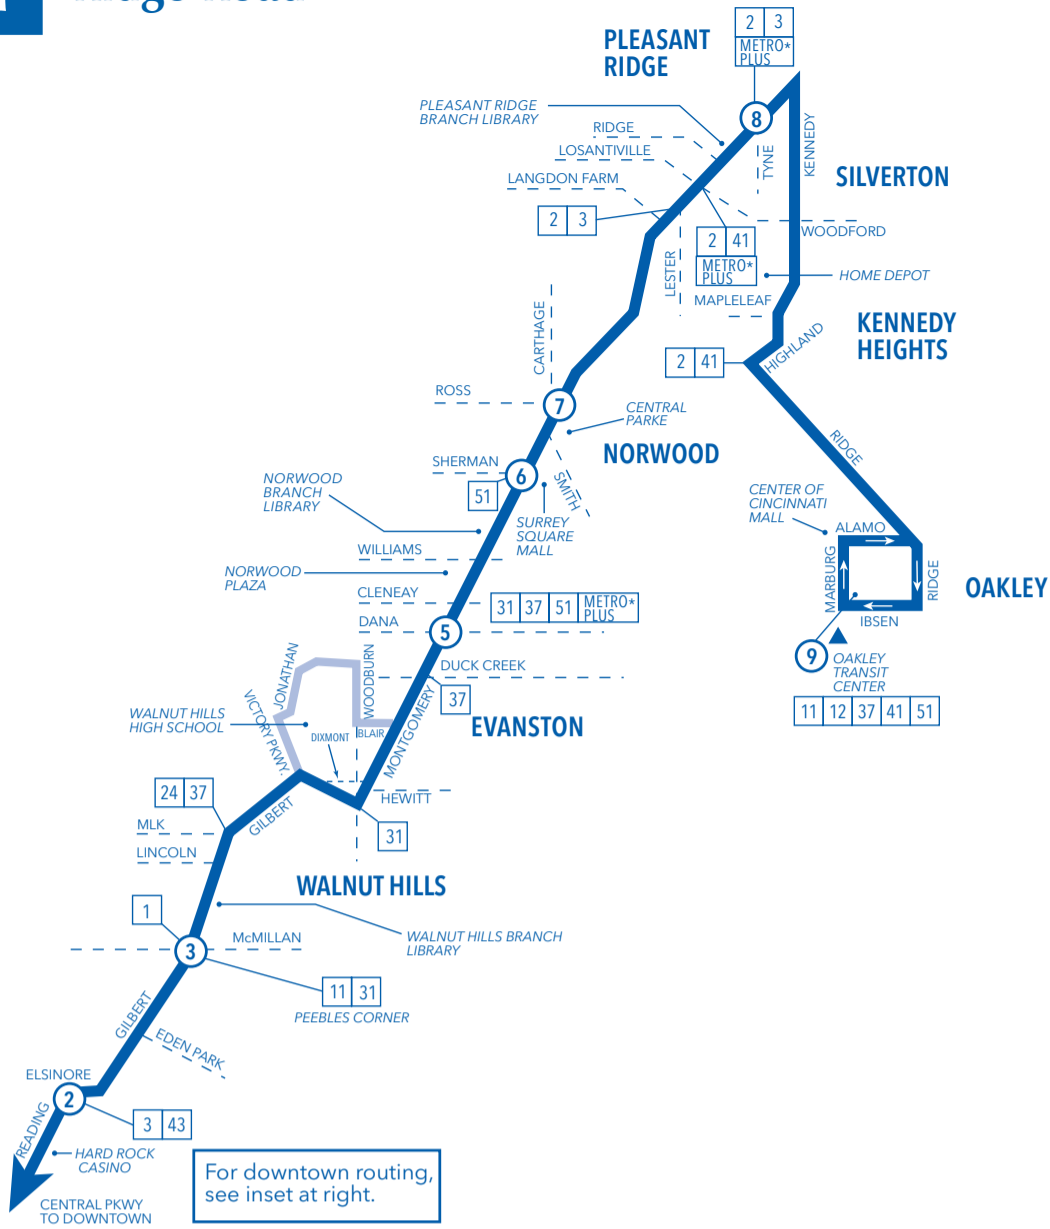 PLEASANT
RIDGE
2 3
METRO*
PLUS
8
PLEASANT RIDGE
BRANCH LIBRARY
RIDGE
LOSANTIVILLE
LANGDON FARM
TYNE
KENNEDY
SILVERTON
2 3
2 41
METRO*
PLUS
WOODFORD
LESTER
HOME DEPOT
MAPLELEAF
CARTHAGE
KENNEDY
HEIGHTS
HIGHLAND
2 41
ROSS
7
CENTRAL
PARKE
NORWOOD
RIDGE
SHERMAN
6
51
SMITH
NORWOOD
BRANCH
LIBRARY
SURREY
SQUARE
MALL
CENTER OF
CINCINNATI
MALL
ALAMO
MARBURG
RIDGE
IBSEN
OAKLEY
WILLIAMS
NORWOOD
PLAZA
CLENEAY
31 37 51 METRO*
PLUS
DANA
5
9
OAKLEY
TRANSIT
CENTER
11 12 37 41 51
DUCK CREEK
37
EVANSTON
JONATHAN
WOODBURN
VICTORY PKWY.
WALNUT HILLS
HIGH SCHOOL
DIXMONT
BLAIR
MONTGOMERY
HEWITT
31
24 37
GILBERT
MLK
LINCOLN
WALNUT HILLS
1
3
McMILLAN
WALNUT HILLS BRANCH
LIBRARY
11 31
PEEBLES CORNER
GILBERT
EDEN PARK
ELSINORE
2
3 43
READING
HARD ROCK
CASINO
CENTRAL PKWY
TO DOWNTOWN
For downtown routing,
see inset at right.